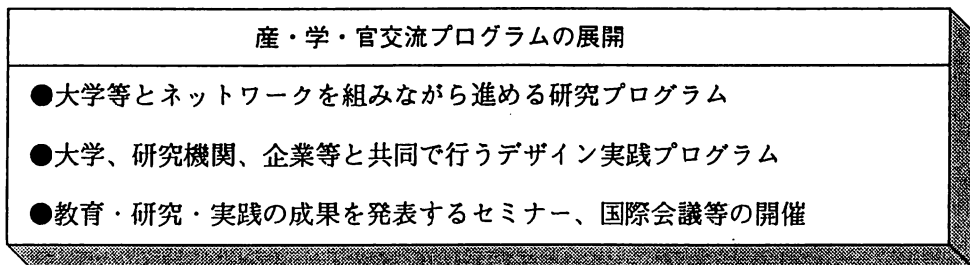 産・学・官交流プログラムの展開
●大学等とネットワークを組みながら進める研究プログラム
●大学、研究機関、企業等と共同で行うデザイン実践プログラム
●教育・研究・実践の成果を発表するセミナー、国際会議等の開催